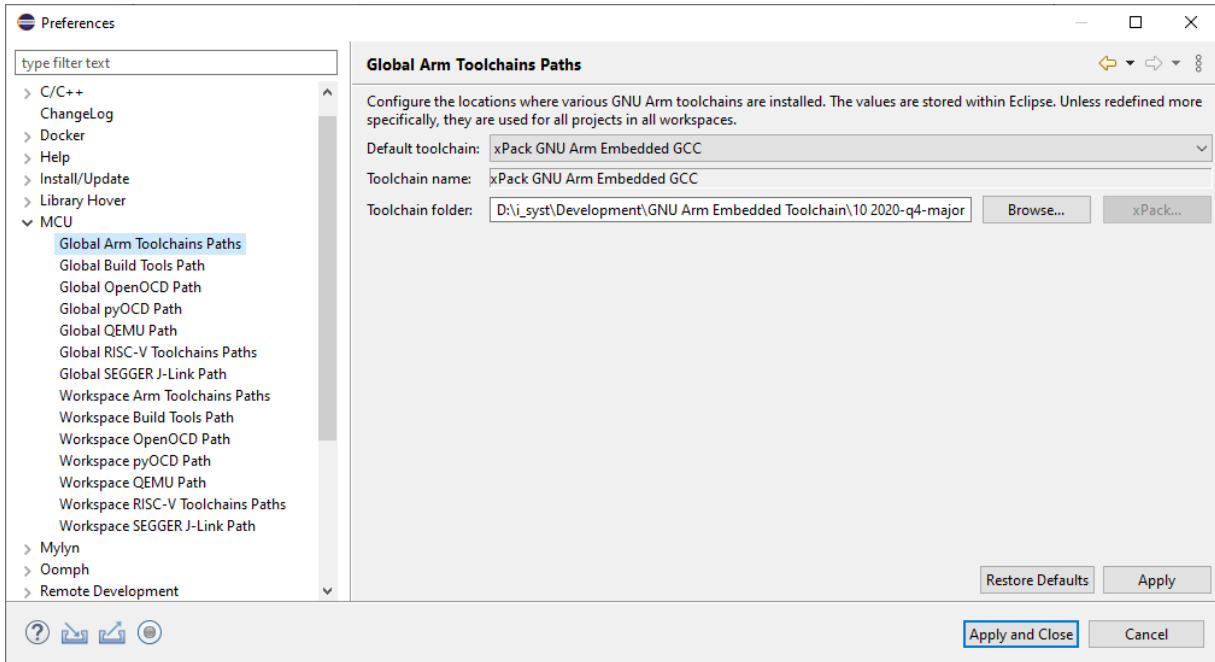 Preferences
type filter text
C/C++
ChangeLog
Docker
Help
Install/Update
Library Hover
MCU
Global Arm Toolchains Paths
Global Build Tools Path
Global OpenOCD Path
Global pyOCD Path
Global QEMU Path
Global RISC-V Toolchains Paths
Global SEGGER J-Link Path
Workspace Arm Toolchains Paths
Workspace Build Tools Path
Workspace OpenOCD Path
Workspace pyOCD Path
Workspace QEMU Path
Workspace RISC-V Toolchains Paths
Workspace SEGGER J-Link Path
Mylyn
Oomph
Remote Development
Global Arm Toolchains Paths
Configure the locations where various GNU Arm toolchains are installed. The values are stored within Eclipse. Unless redefined more
specifically, they are used for all projects in all workspaces.
Default toolchain: xPack GNU Arm Embedded GCC
Toolchain name: xPack GNU Arm Embedded GCC
Toolchain folder: D:\i_syst\Development\GNU Arm Embedded Toolchain\10 2020-q4-major Browse... xPack...
Restore Defaults Apply
Apply and Close Cancel